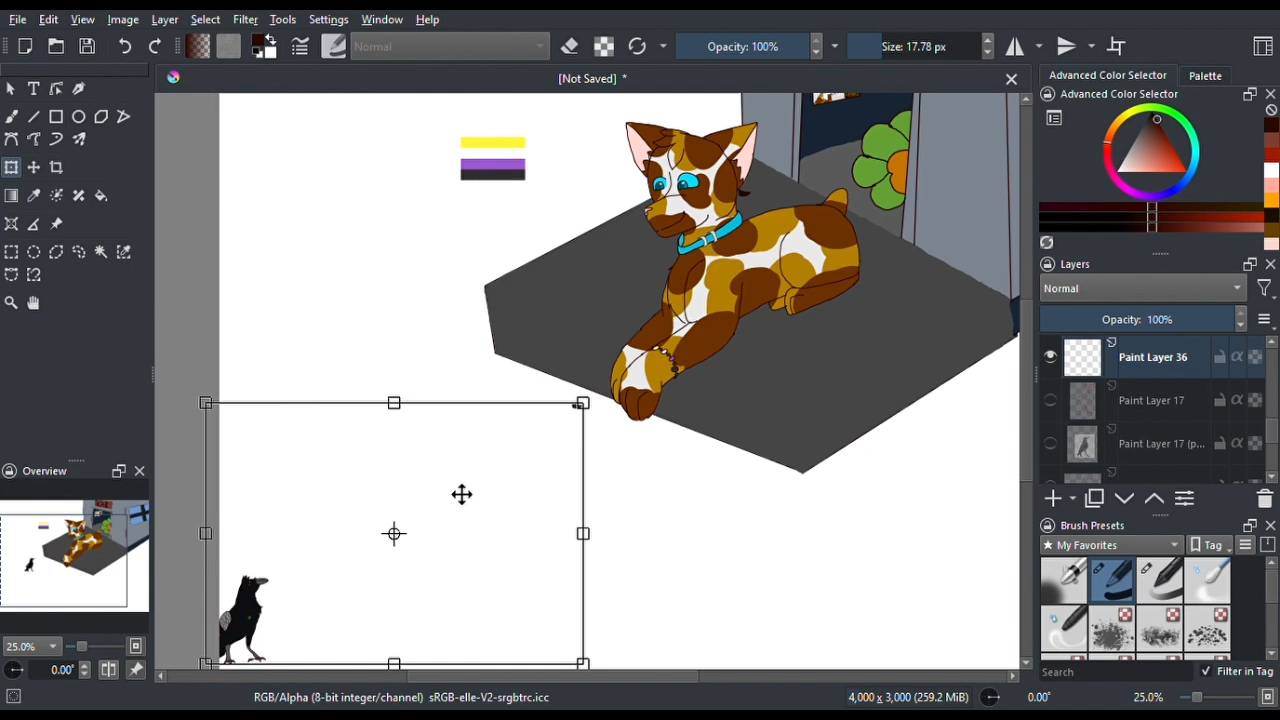 File Edit View Image Layer Select Filter Tools Settings Window Help
Normal Opacity: 100% Size: 17.78 px
[Not Saved] *
Advanced Color Selector Palette
Advanced Color Selector
Layers
Normal
Opacity: 100%
Paint Layer 36
Paint Layer 17
Paint Layer 17 (p...
Overview
Brush Presets
★ My Favorites Tag
25.0%
0.00°
Search Filter in Tag
RGB/Alpha (8-bit integer/channel) sRGB-elle-V2-srgbtrc.icc 4,000 x 3,000 (259.2 MiB) 0.00° 25.0%